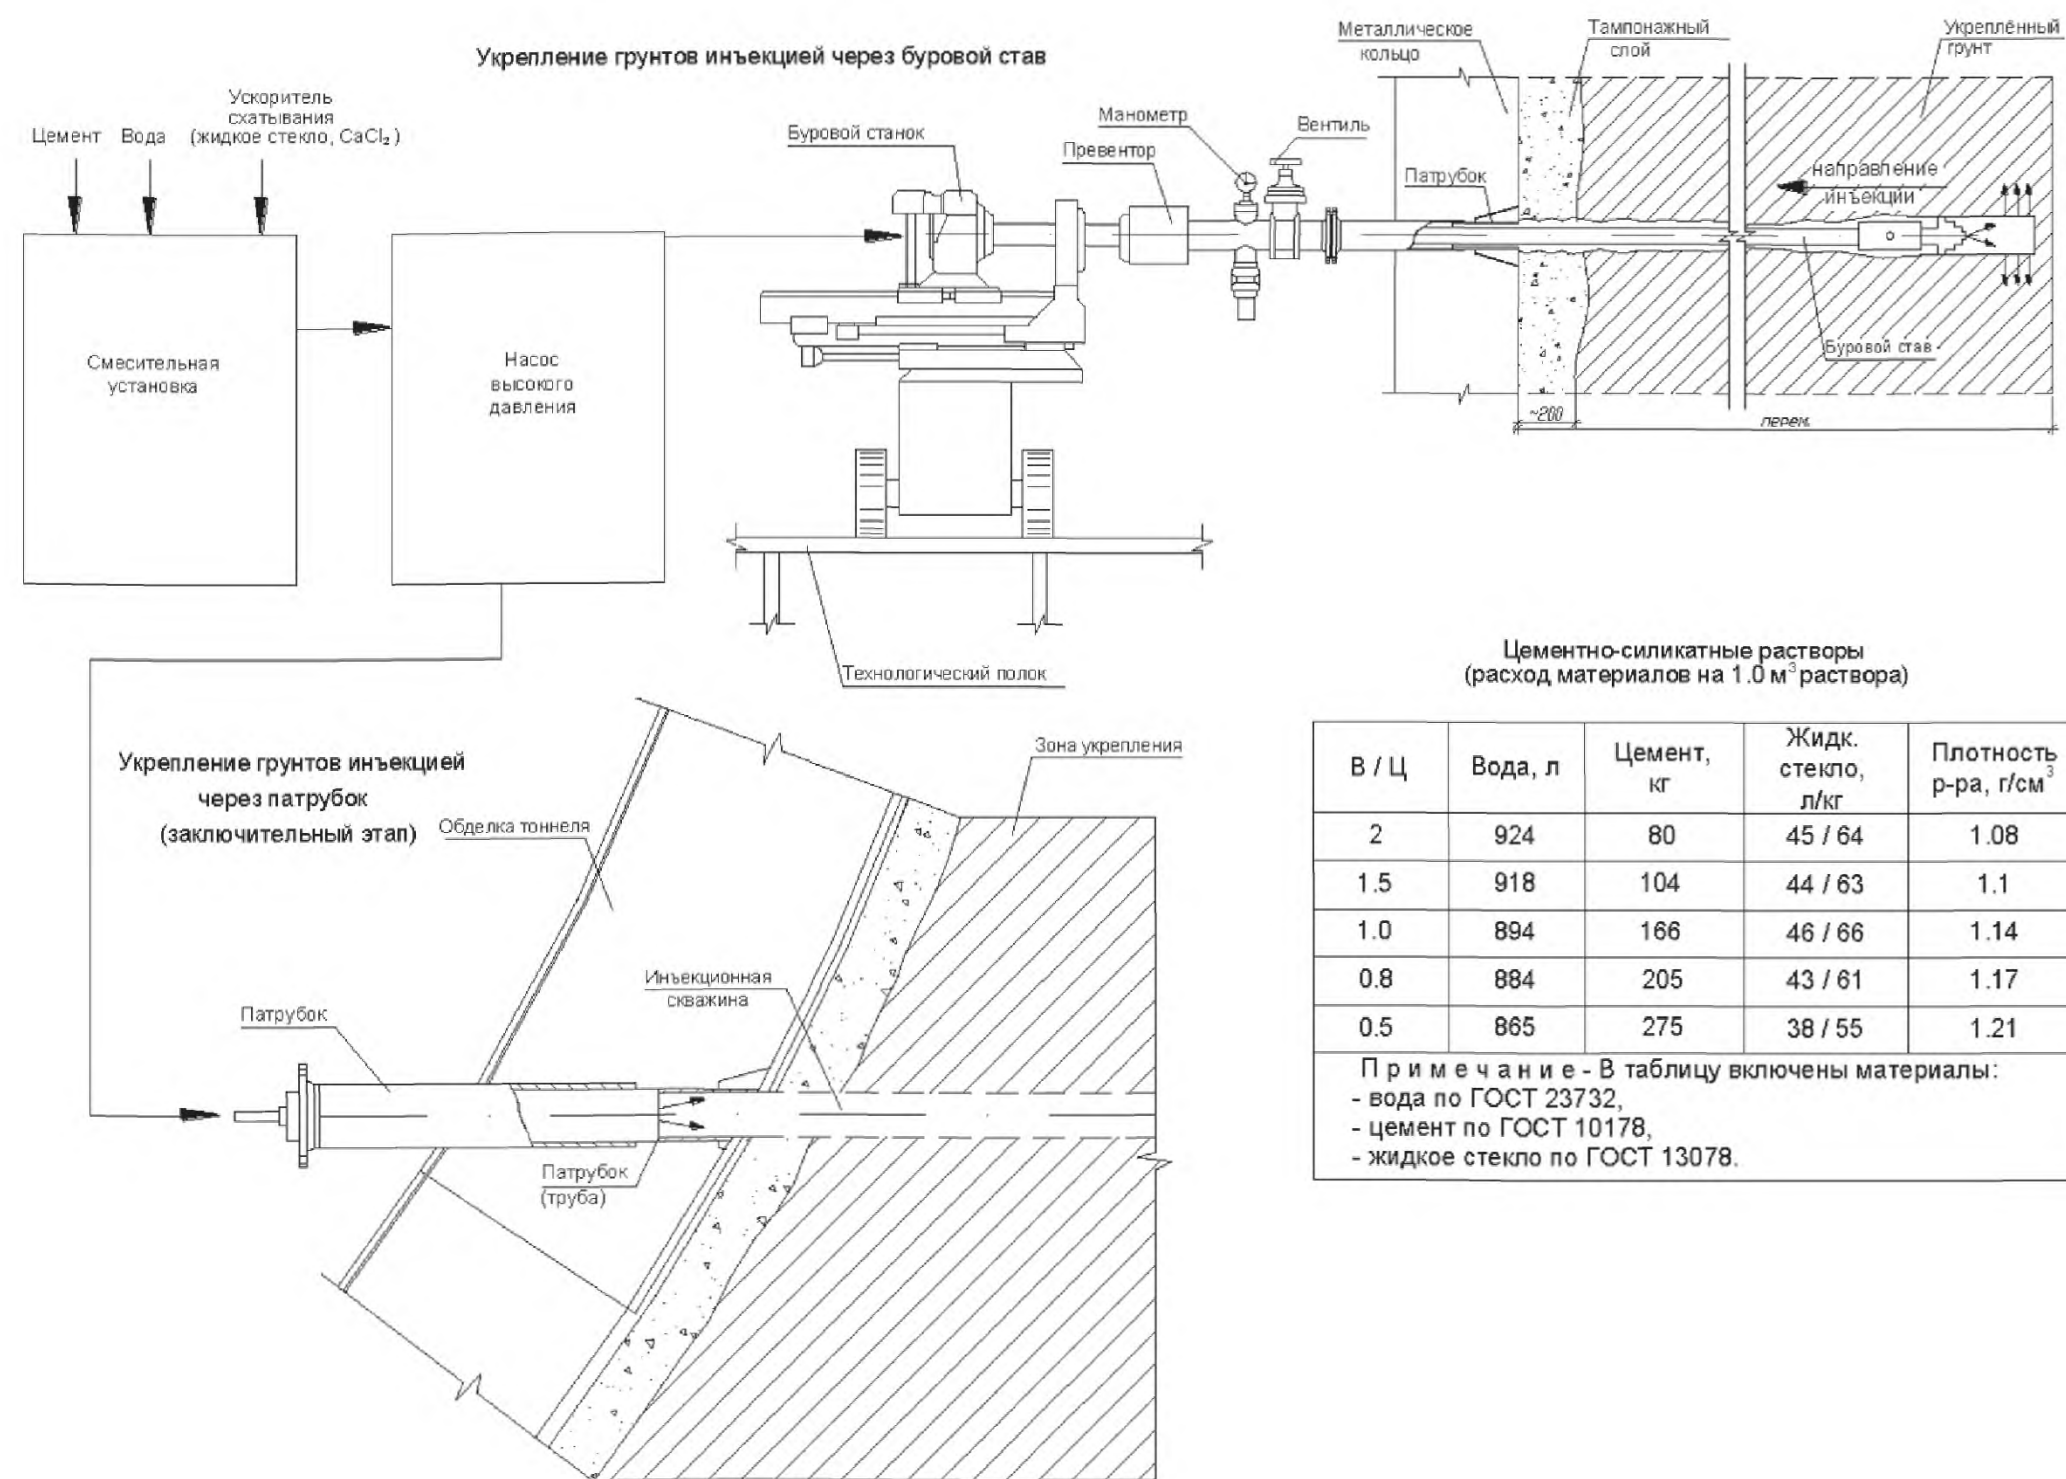 Укрепление грунтов инъекцией через буровой став
Цемент
Вода
Ускоритель
схатывания
(жидкое стекло, CaCl₂)
Смесительная
установка
Насос
высокого
давления
Буровой станок
Превентор
Манометр
Вентиль
Металлическое
кольцо
Тампонажный
слой
Укреплённый
грунт
Патрубок
направление
инъекции
Буровой став
~200
перем.
Технологический полок
Укрепление грунтов инъекцией
через патрубок
(заключительный этап)
Обделка тоннеля
Зона укрепления
Инъекционная
скважина
Патрубок
Патрубок
(труба)
Цементно-силикатные растворы
(расход материалов на 1.0 м³ раствора)
В / Ц Вода, л Цемент, кг Жидк. стекло, л/кг Плотность р-ра, г/см³
2 924 80 45 / 64 1.08
1.5 918 104 44 / 63 1.1
1.0 894 166 46 / 66 1.14
0.8 884 205 43 / 61 1.17
0.5 865 275 38 / 55 1.21
П р и м е ч а н и е - В таблицу включены материалы:
- вода по ГОСТ 23732,
- цемент по ГОСТ 10178,
- жидкое стекло по ГОСТ 13078.